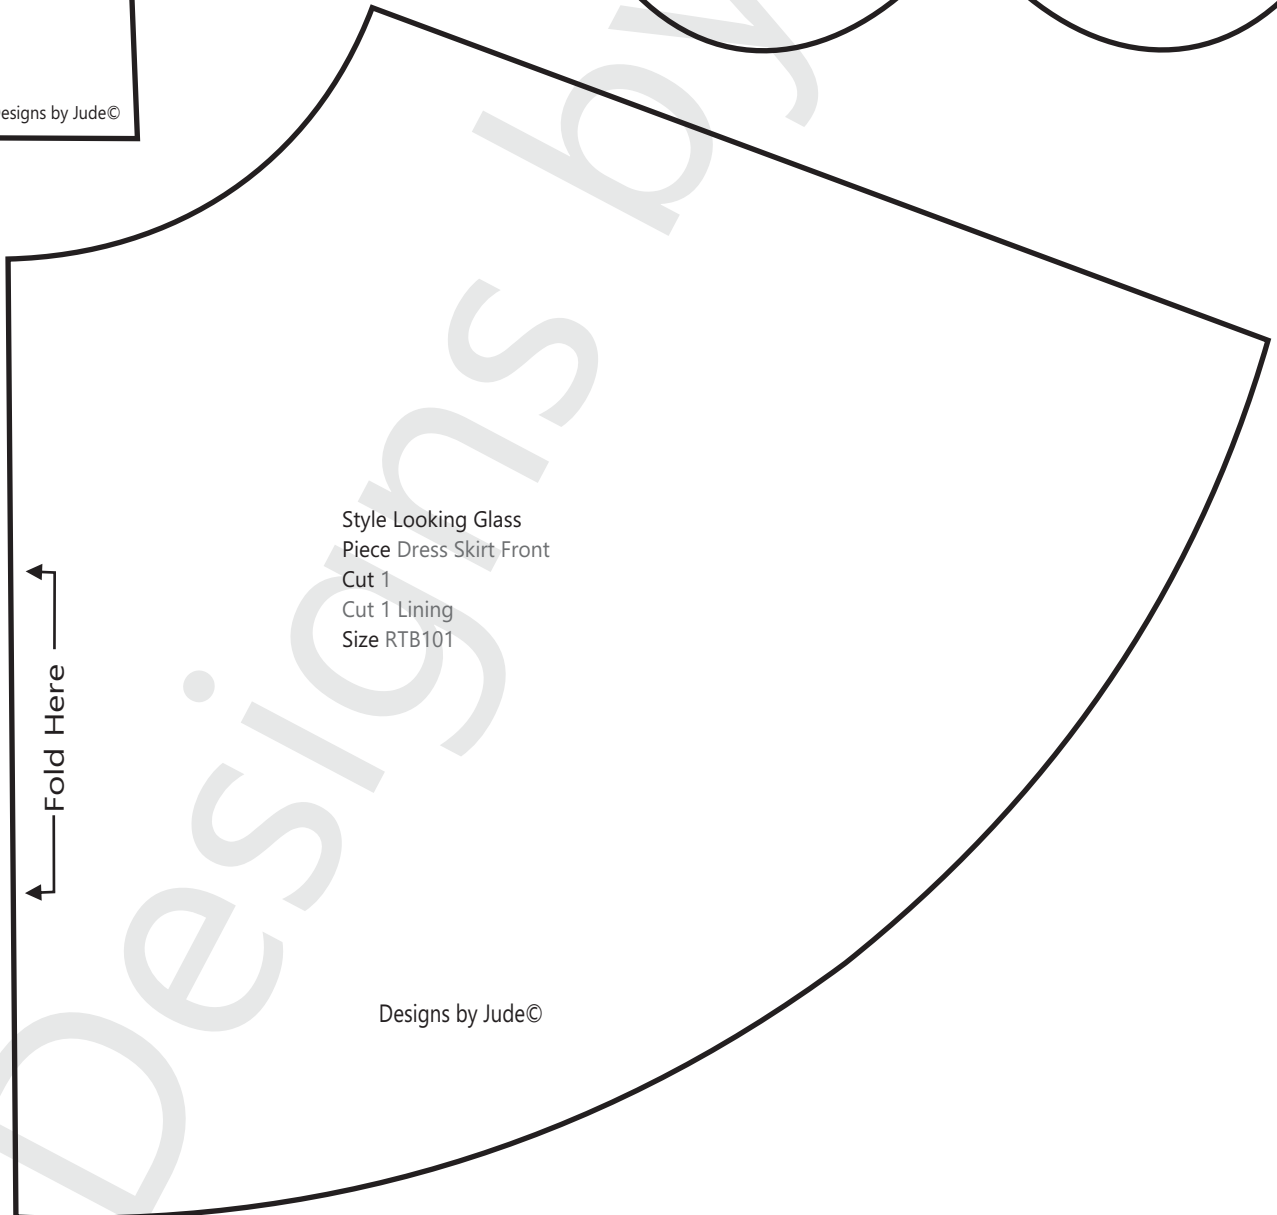 esigns by Jude©
Style Looking Glass
Piece Dress Skirt Front
Cut 1
Cut 1 Lining
Size RTB101
Fold Here
Designs by Jude©
Designs by